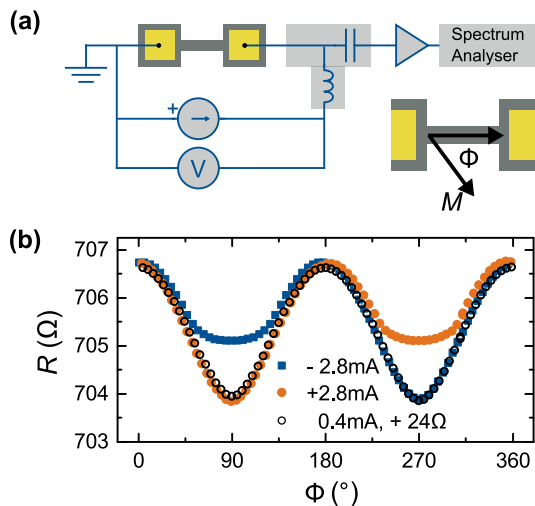 (a)
Spectrum
Analyser
+
V
Φ
M
(b)
R (Ω)
707
706
705
704
703
- 2.8mA
+2.8mA
0.4mA, + 24Ω
0 90 180 270 360
Φ (°)